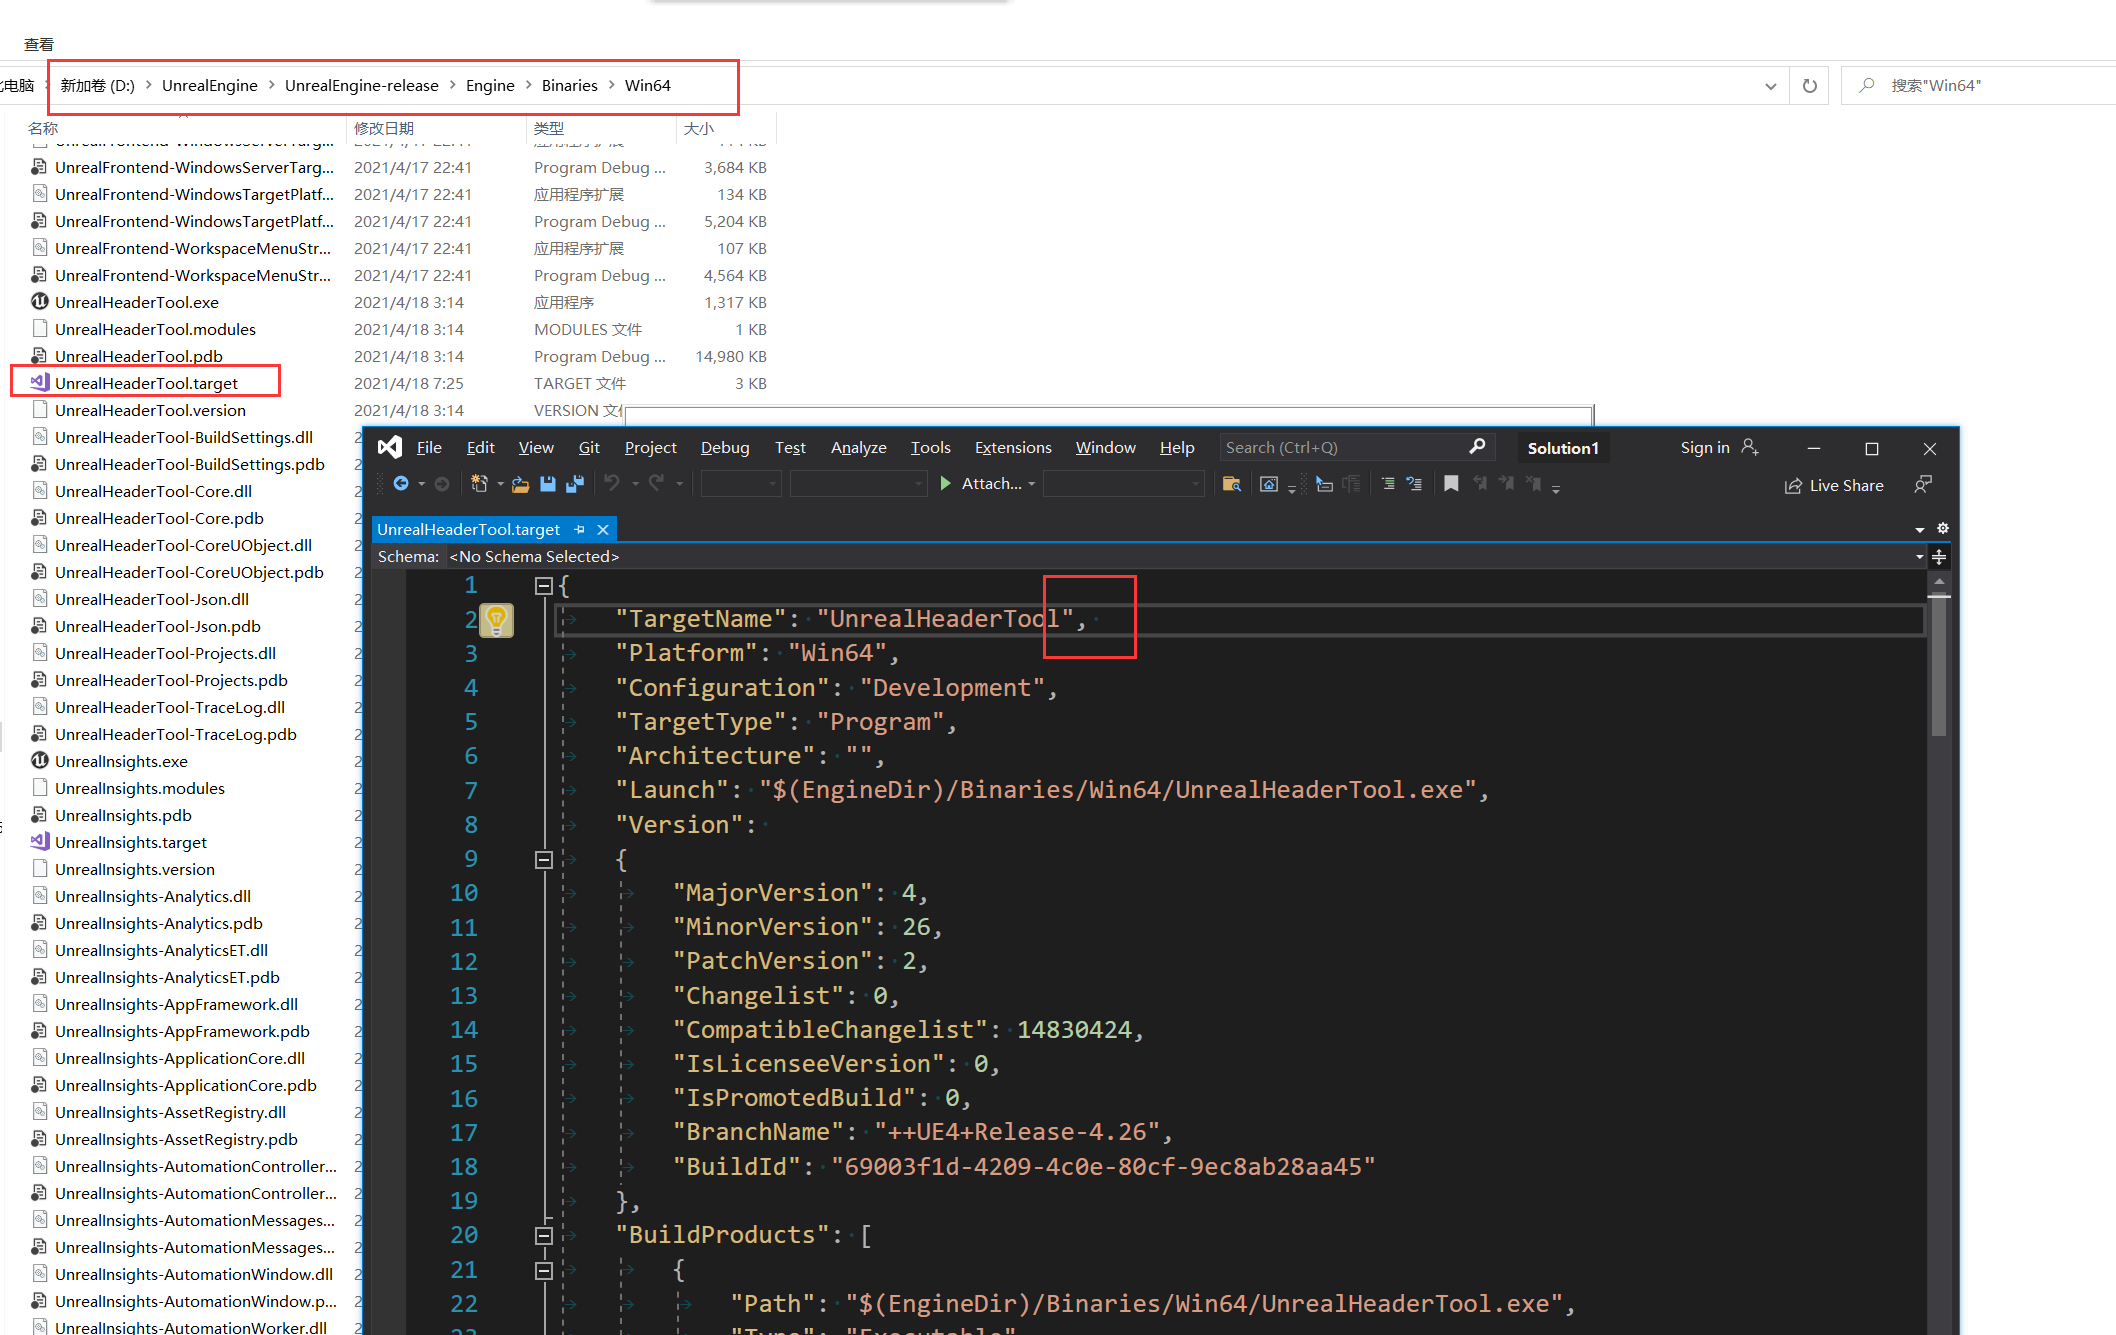 查看
新加卷 (D:) › UnrealEngine › UnrealEngine-release › Engine › Binaries › Win64
搜索"Win64"
名称 修改日期 类型 大小
UnrealFrontend-WindowsServerTarg... 2021/4/17 22:41 Program Debug ... 3,684 KB
UnrealFrontend-WindowsTargetPlatf... 2021/4/17 22:41 应用程序扩展 134 KB
UnrealFrontend-WindowsTargetPlatf... 2021/4/17 22:41 Program Debug ... 5,204 KB
UnrealFrontend-WorkspaceMenuStr... 2021/4/17 22:41 应用程序扩展 107 KB
UnrealFrontend-WorkspaceMenuStr... 2021/4/17 22:41 Program Debug ... 4,564 KB
UnrealHeaderTool.exe 2021/4/18 3:14 应用程序 1,317 KB
UnrealHeaderTool.modules 2021/4/18 3:14 MODULES 文件 1 KB
UnrealHeaderTool.pdb 2021/4/18 3:14 Program Debug ... 14,980 KB
UnrealHeaderTool.target 2021/4/18 7:25 TARGET 文件 3 KB
UnrealHeaderTool.version 2021/4/18 3:14 VERSION
UnrealHeaderTool-BuildSettings.dll
UnrealHeaderTool-BuildSettings.pdb
UnrealHeaderTool-Core.dll
UnrealHeaderTool-Core.pdb
UnrealHeaderTool-CoreUObject.dll
UnrealHeaderTool-CoreUObject.pdb
UnrealHeaderTool-Json.dll
UnrealHeaderTool-Json.pdb
UnrealHeaderTool-Projects.dll
UnrealHeaderTool-Projects.pdb
UnrealHeaderTool-TraceLog.dll
UnrealHeaderTool-TraceLog.pdb
UnrealInsights.exe
UnrealInsights.modules
UnrealInsights.pdb
UnrealInsights.target
UnrealInsights.version
UnrealInsights-Analytics.dll
UnrealInsights-Analytics.pdb
UnrealInsights-AnalyticsET.dll
UnrealInsights-AnalyticsET.pdb
UnrealInsights-AppFramework.dll
UnrealInsights-AppFramework.pdb
UnrealInsights-ApplicationCore.dll
UnrealInsights-ApplicationCore.pdb
UnrealInsights-AssetRegistry.dll
UnrealInsights-AssetRegistry.pdb
UnrealInsights-AutomationController...
UnrealInsights-AutomationController...
UnrealInsights-AutomationMessages...
UnrealInsights-AutomationMessages...
UnrealInsights-AutomationWindow.dll
UnrealInsights-AutomationWindow.p...
UnrealInsights-AutomationWorker.dll
File Edit View Git Project Debug Test Analyze Tools Extensions Window Help Search (Ctrl+Q) Solution1 Sign in
Attach... Live Share
UnrealHeaderTool.target
Schema: <No Schema Selected>
1 {
2 "TargetName": "UnrealHeaderTool",
3 "Platform": "Win64",
4 "Configuration": "Development",
5 "TargetType": "Program",
6 "Architecture": "",
7 "Launch": "$(EngineDir)/Binaries/Win64/UnrealHeaderTool.exe",
8 "Version":
9 {
10 "MajorVersion": 4,
11 "MinorVersion": 26,
12 "PatchVersion": 2,
13 "Changelist": 0,
14 "CompatibleChangelist": 14830424,
15 "IsLicenseeVersion": 0,
16 "IsPromotedBuild": 0,
17 "BranchName": "++UE4+Release-4.26",
18 "BuildId": "69003f1d-4209-4c0e-80cf-9ec8ab28aa45"
19 },
20 "BuildProducts": [
21 {
22 "Path": "$(EngineDir)/Binaries/Win64/UnrealHeaderTool.exe",